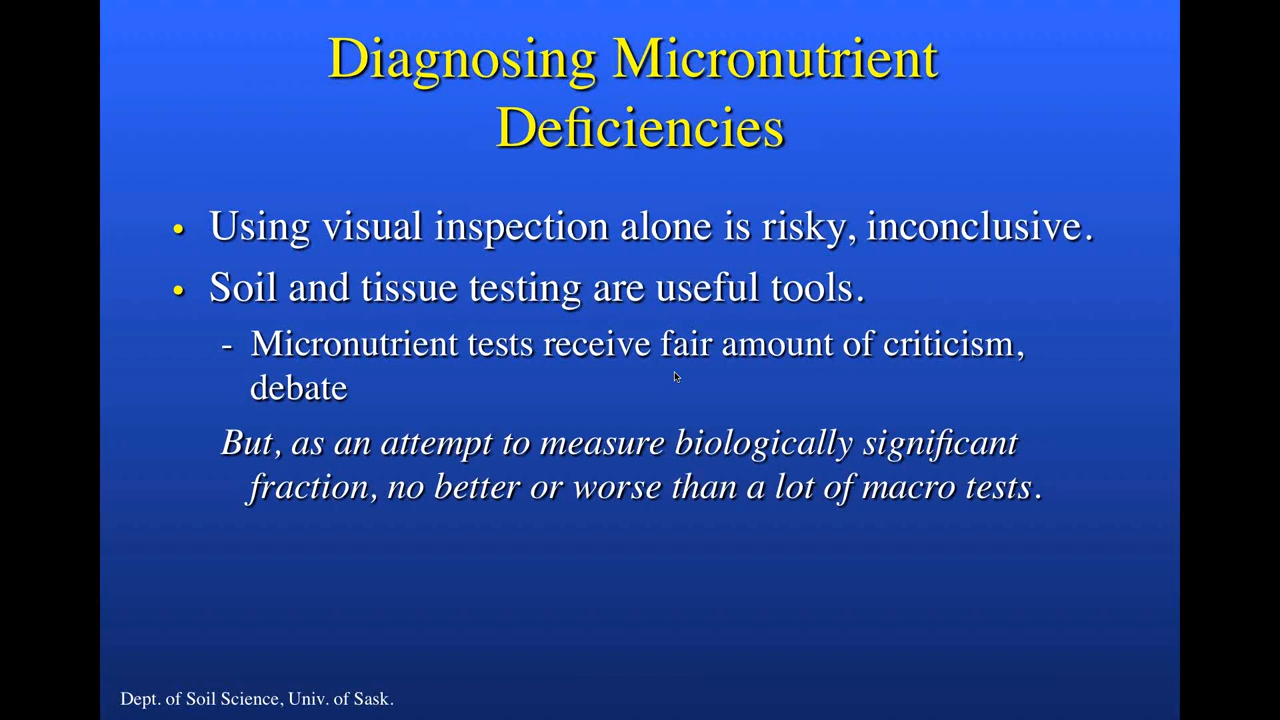 Diagnosing Micronutrient
Deficiencies
• Using visual inspection alone is risky, inconclusive.
• Soil and tissue testing are useful tools.
- Micronutrient tests receive fair amount of criticism,
debate
But, as an attempt to measure biologically significant
fraction, no better or worse than a lot of macro tests.
Dept. of Soil Science, Univ. of Sask.